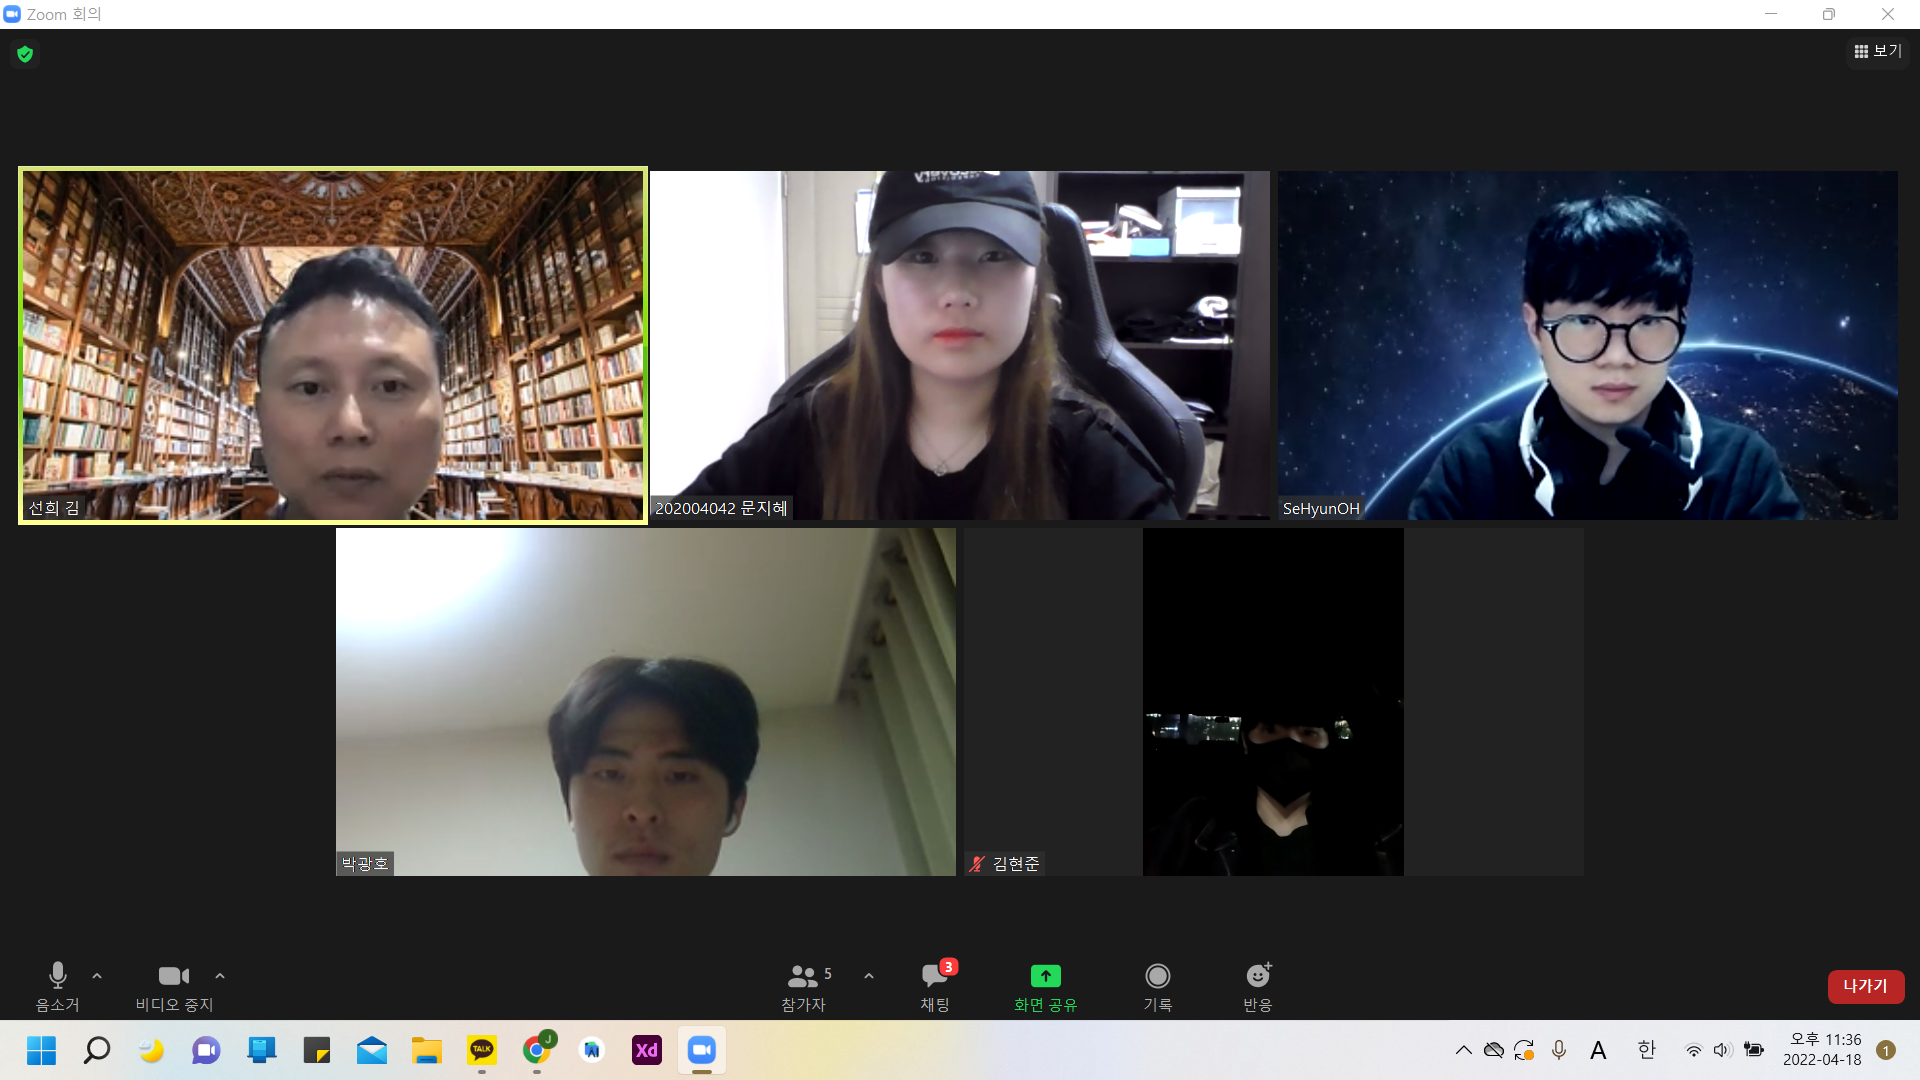 Zoom 회의
보기
선희 김
202004042 문지혜
SeHyunOH
박광호
김현준
음소거
비디오 중지
5
참가자
3
채팅
화면 공유
기록
반응
나가기
TALK
J
Xd
A
한
오후 11:36
2022-04-18
1